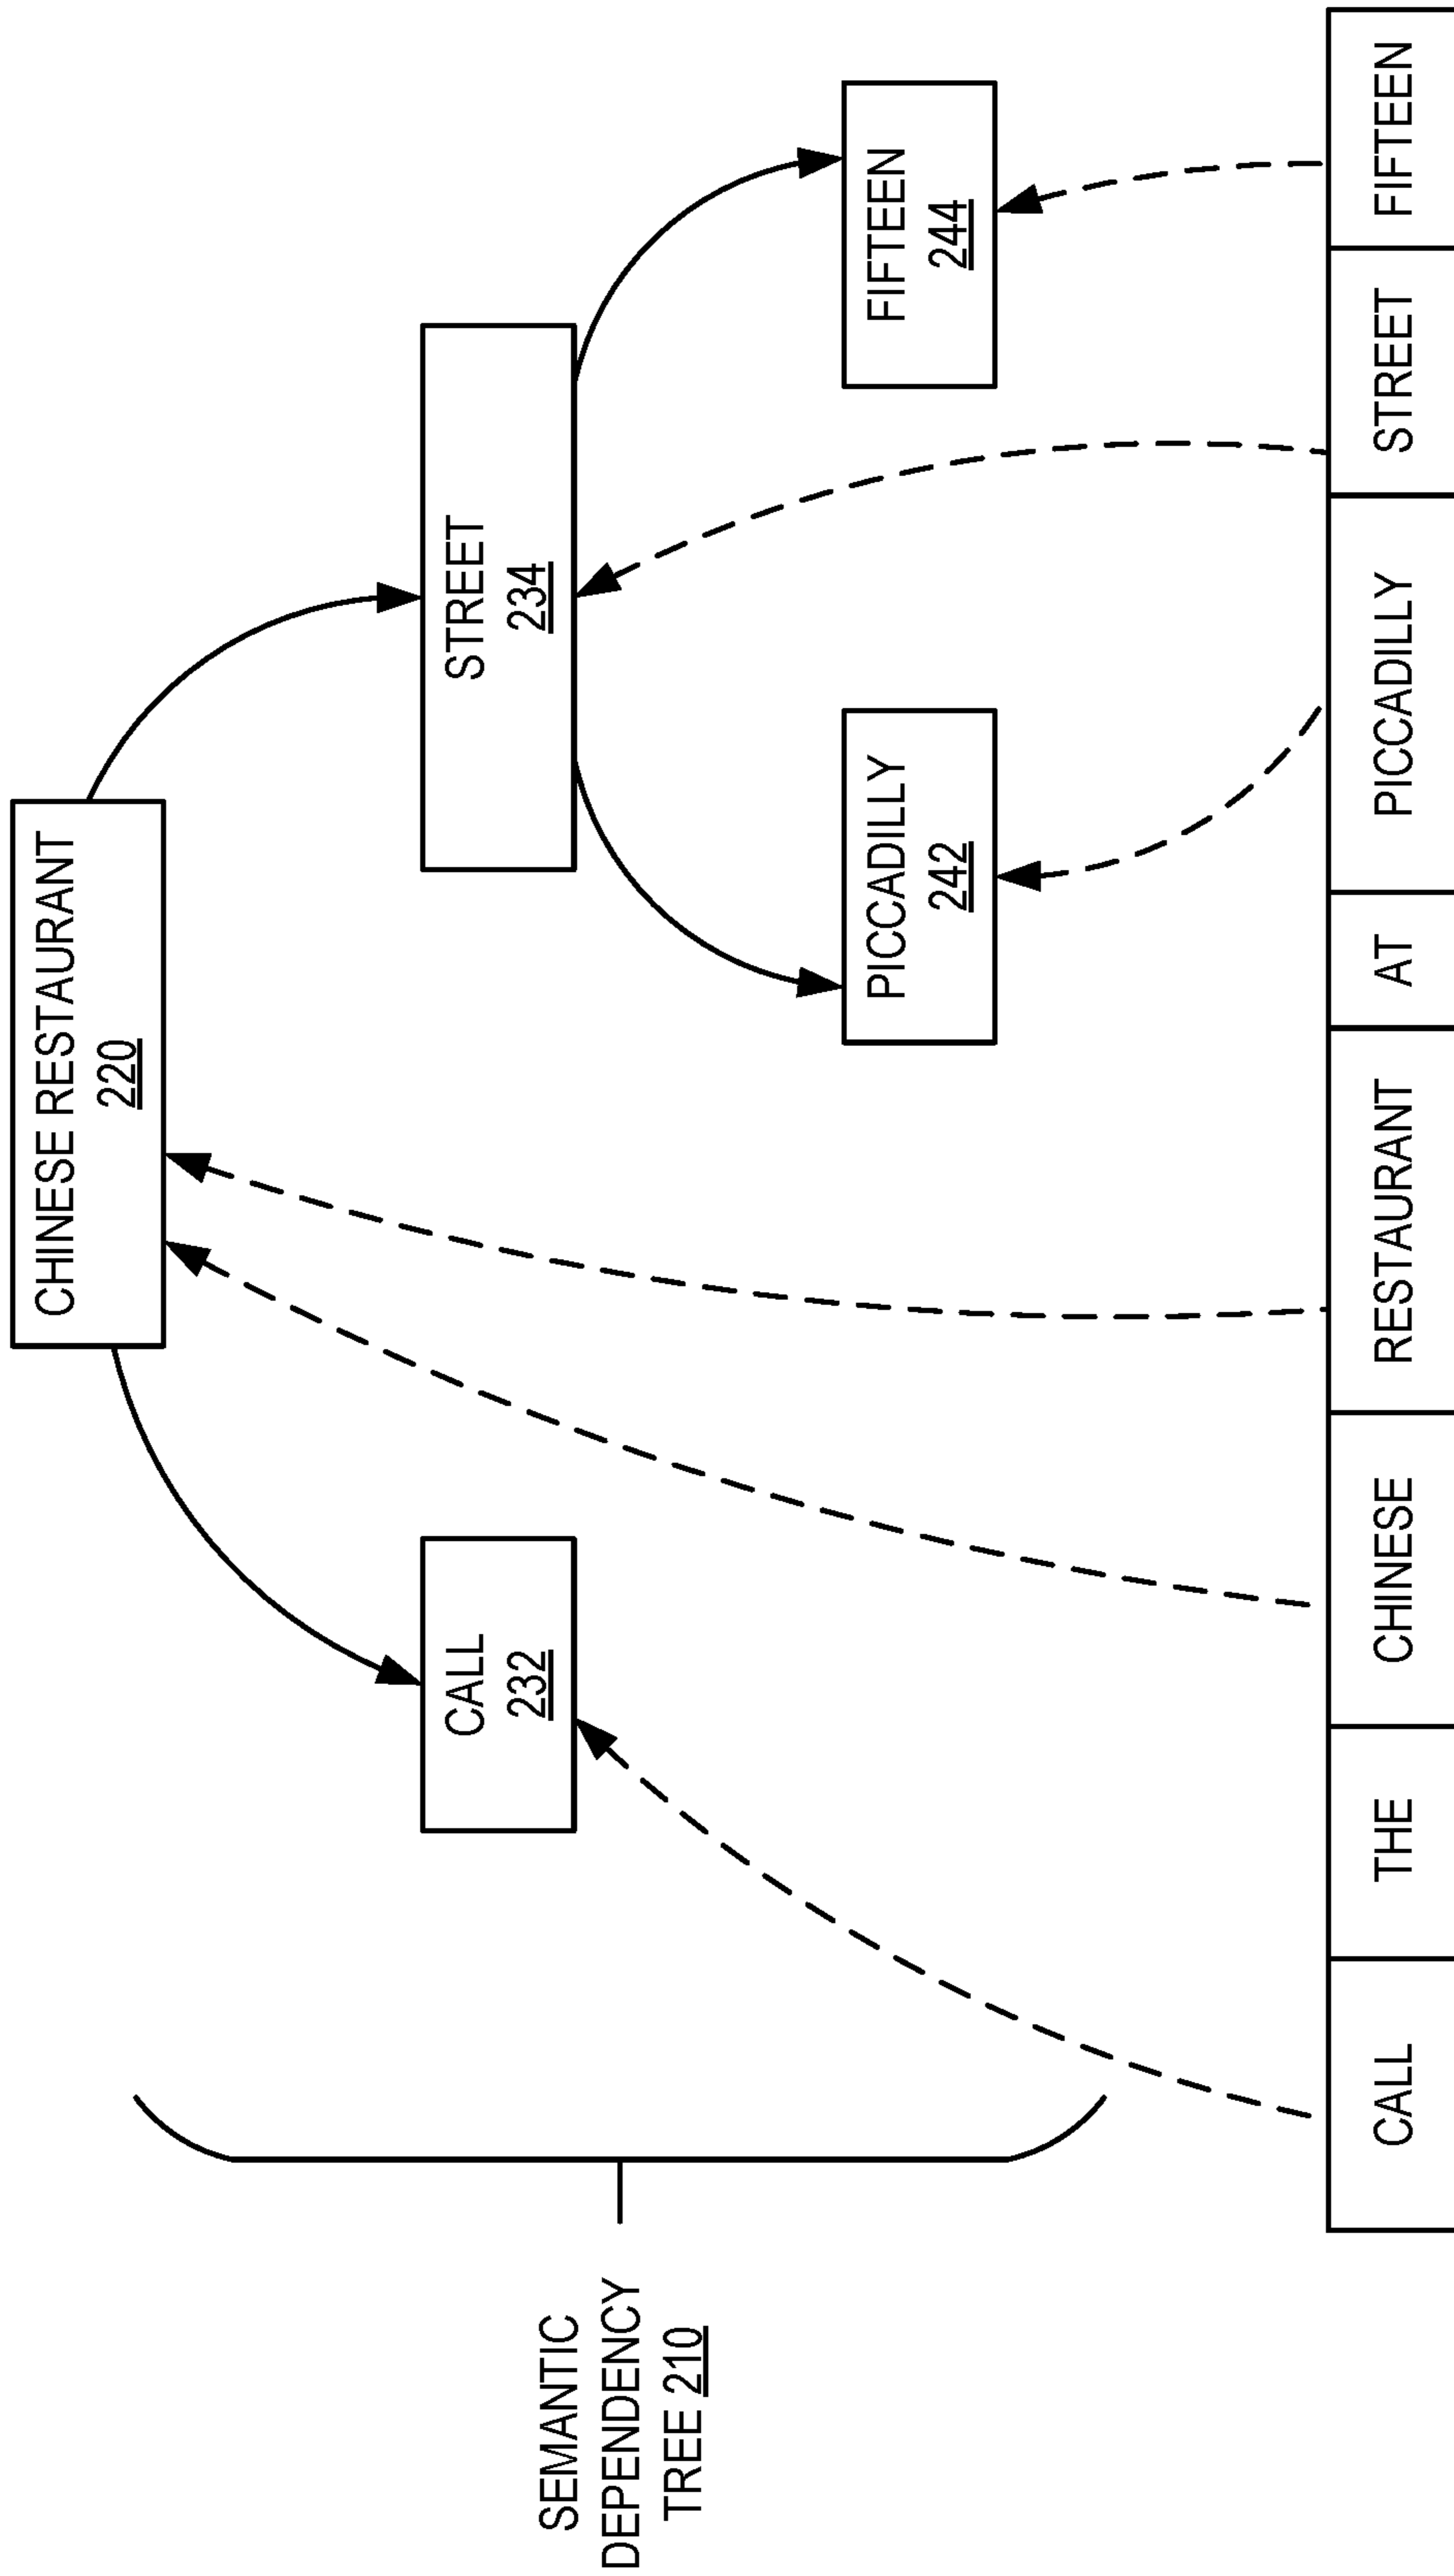 CHINESE RESTAURANT
220
CALL
232
STREET
234
SEMANTIC
DEPENDENCY
TREE 210
PICCADILLY
242
FIFTEEN
244
CALL THE CHINESE RESTAURANT AT PICCADILLY STREET FIFTEEN